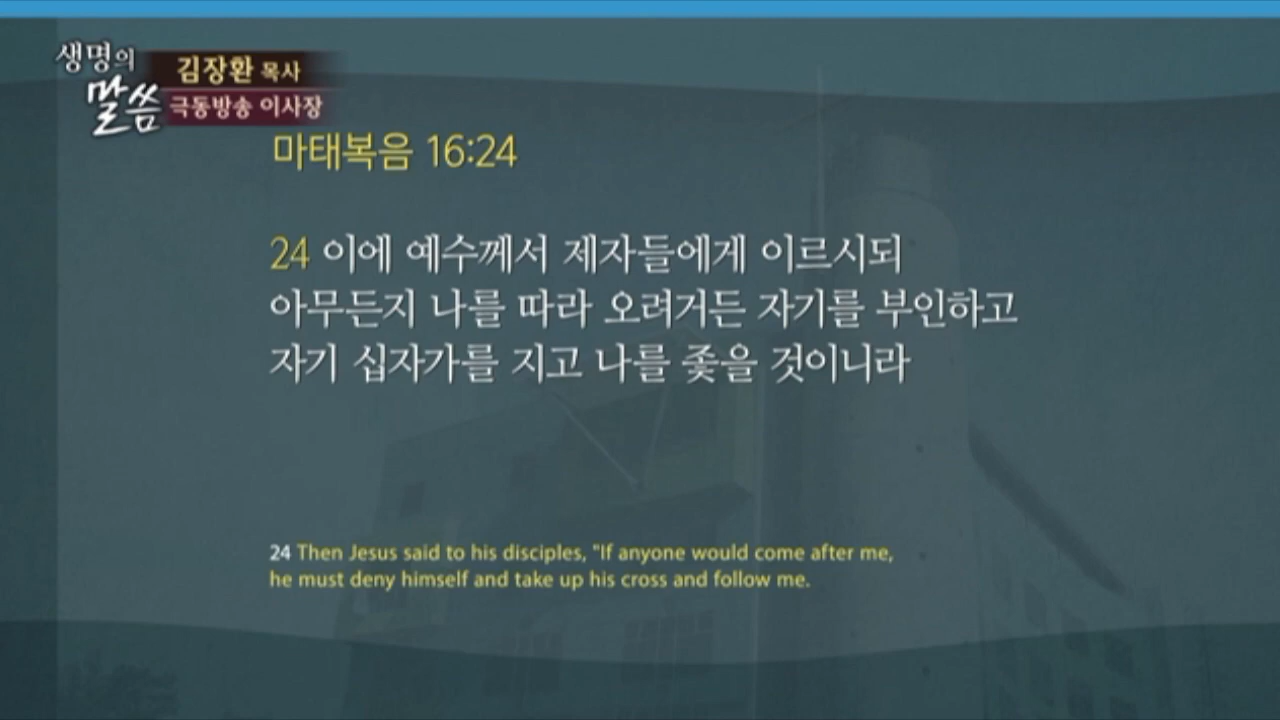 생명의
말씀
김장환 목사
극동방송 이사장
마태복음 16:24
24 이에 예수께서 제자들에게 이르시되
아무든지 나를 따라 오려거든 자기를 부인하고
자기 십자가를 지고 나를 좇을 것이니라
24 Then Jesus said to his disciples, "If anyone would come after me,
he must deny himself and take up his cross and follow me.